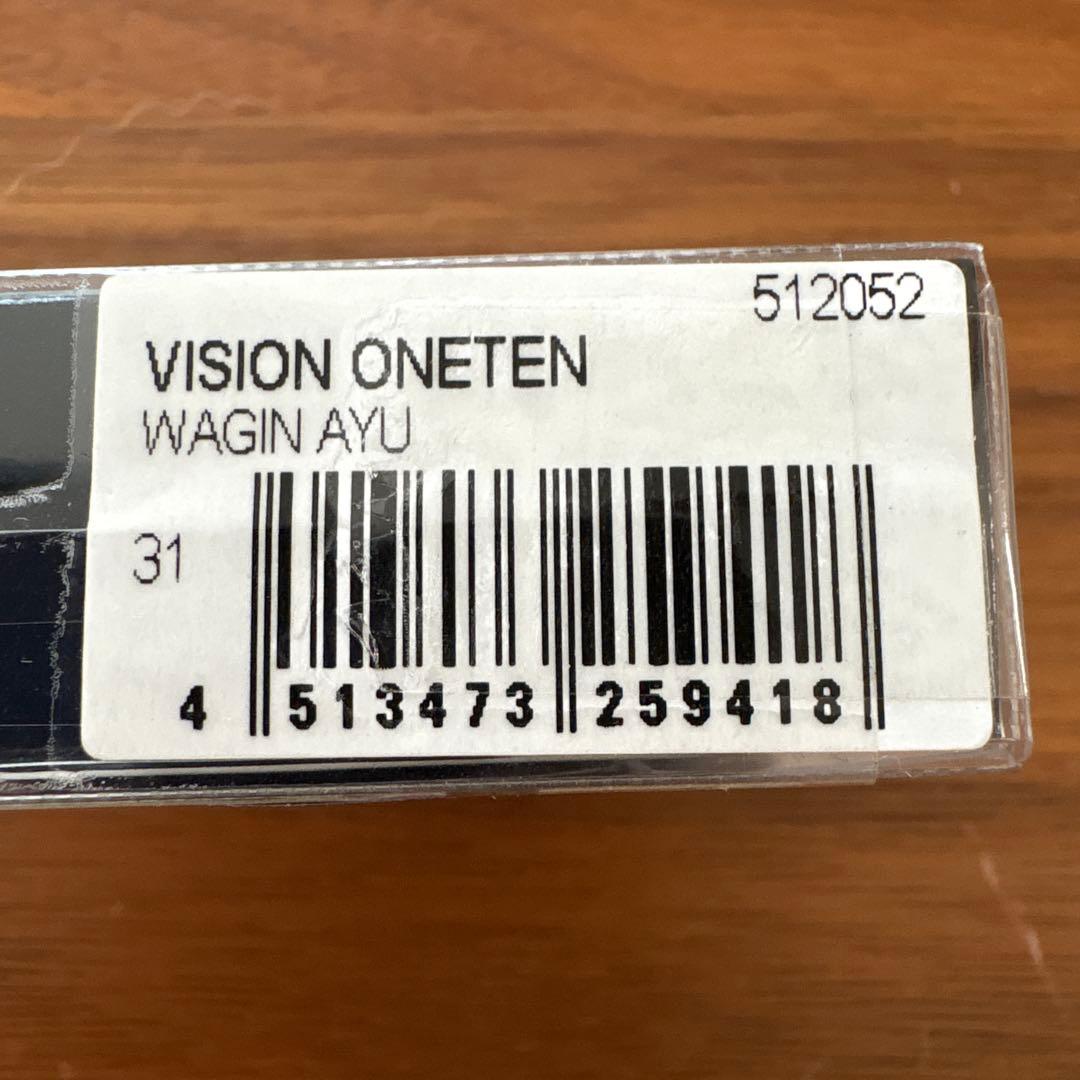 512052
VISION ONETEN
WAGIN AYU
31
4 513473 259418